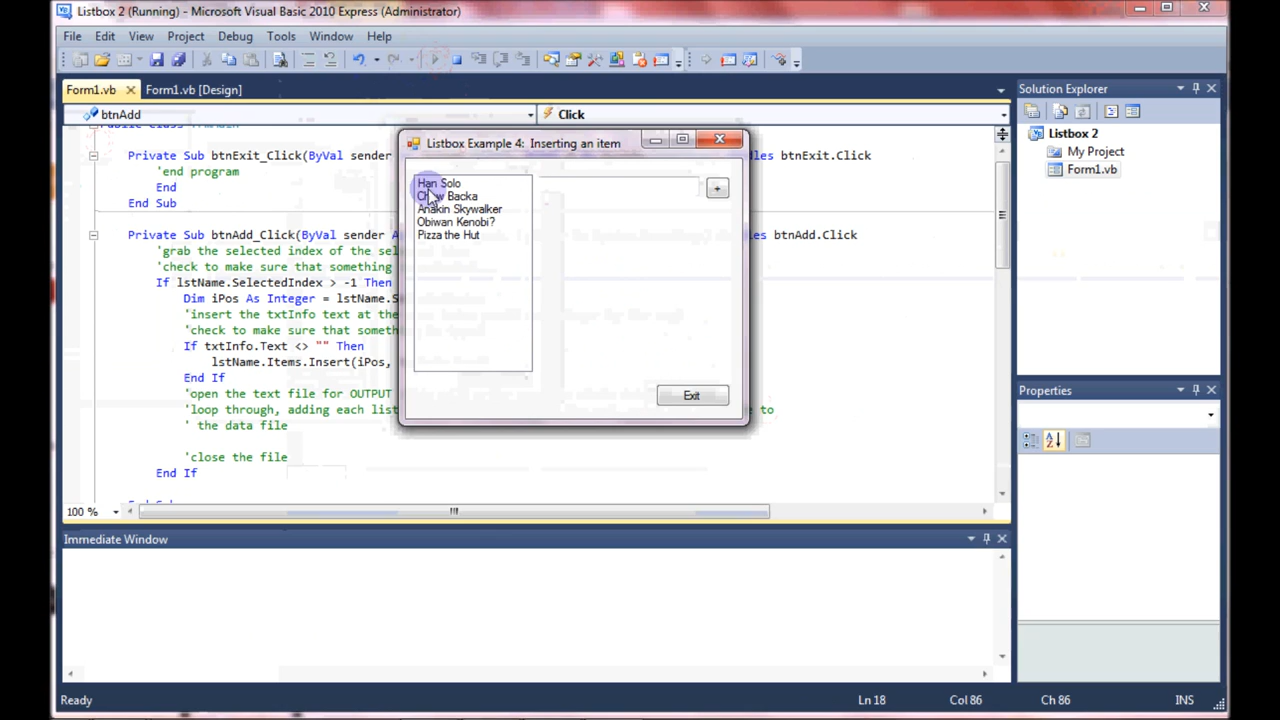 Listbox 2 (Running) - Microsoft Visual Basic 2010 Express (Administrator)
File Edit View Project Debug Tools Window Help
Form1.vb Form1.vb [Design]
btnAdd Click
Private Sub btnExit_Click(ByVal sender les btnExit.Click
'end program
End
End Sub
Private Sub btnAdd_Click(ByVal sender les btnAdd.Click
'grab the selected index of the sel
'check to make sure that something
If lstName.SelectedIndex > -1 Then
Dim iPos As Integer = lstName.S
'insert the txtInfo text at the
'check to make sure that someth
If txtInfo.Text <> "" Then
lstName.Items.Insert(iPos,
End If
'open the text file for OUTPUT
'loop through, adding each list e to
' the data file
'close the file
End If
End Sub
100 %
Listbox Example 4: Inserting an item
Han Solo
Chew Backa
Anakin Skywalker
Obiwan Kenobi?
Pizza the Hut
+
Exit
Solution Explorer
Listbox 2
My Project
Form1.vb
Properties
Immediate Window
Ready Ln 18 Col 86 Ch 86 INS